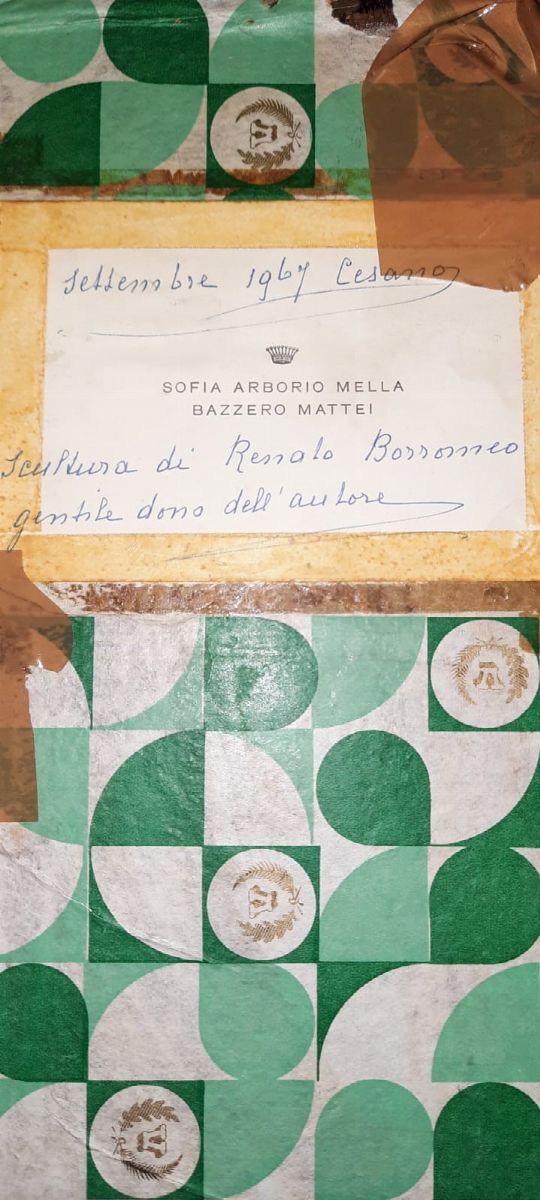 Settembre 1967 Cesano
SOFIA ARBORIO MELLA
BAZZERO MATTEI
Scultura di Renato Borromeo
gentile dono dell'autore